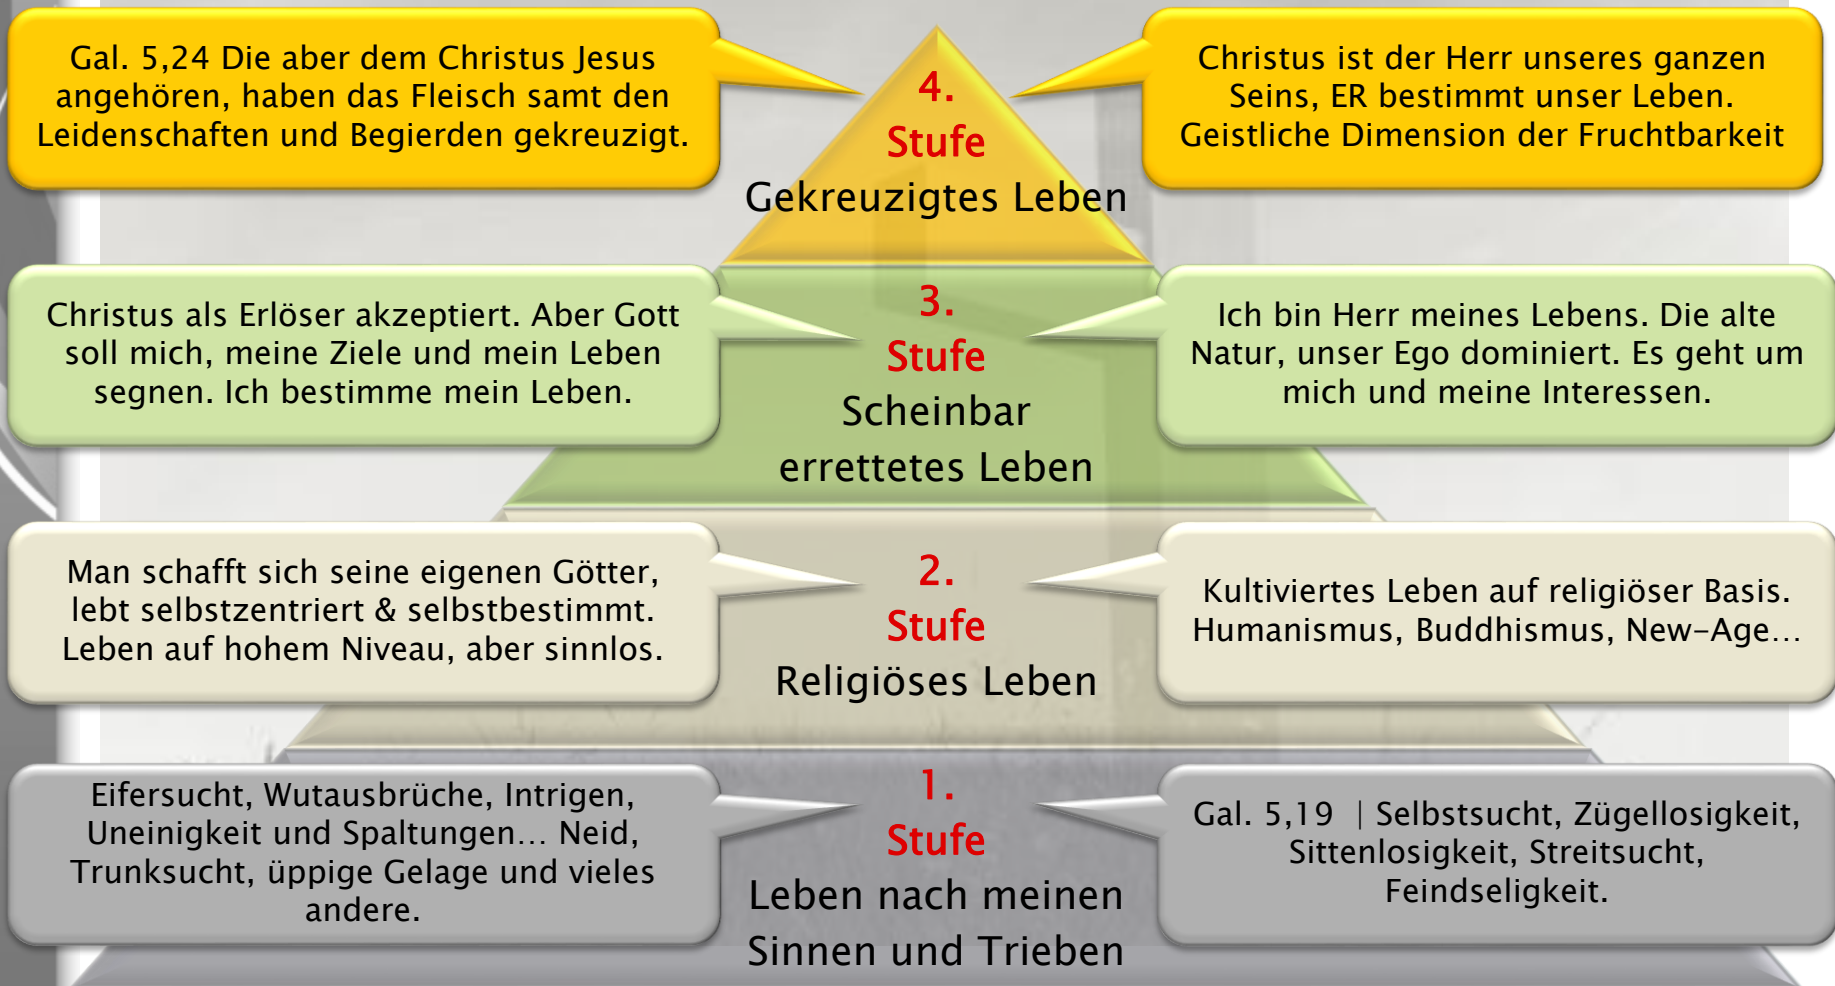 Gal. 5,24 Die aber dem Christus Jesus
angehören, haben das Fleisch samt den
Leidenschaften und Begierden gekreuzigt.
4.
Stufe
Gekreuzigtes Leben
Christus ist der Herr unseres ganzen
Seins, ER bestimmt unser Leben.
Geistliche Dimension der Fruchtbarkeit
Christus als Erlöser akzeptiert. Aber Gott
soll mich, meine Ziele und mein Leben
segnen. Ich bestimme mein Leben.
3.
Stufe
Scheinbar
errettetes Leben
Ich bin Herr meines Lebens. Die alte
Natur, unser Ego dominiert. Es geht um
mich und meine Interessen.
Man schafft sich seine eigenen Götter,
lebt selbstzentriert & selbstbestimmt.
Leben auf hohem Niveau, aber sinnlos.
2.
Stufe
Religiöses Leben
Kultiviertes Leben auf religiöser Basis.
Humanismus, Buddhismus, New-Age…
Eifersucht, Wutausbrüche, Intrigen,
Uneinigkeit und Spaltungen… Neid,
Trunksucht, üppige Gelage und vieles
andere.
1.
Stufe
Leben nach meinen
Sinnen und Trieben
Gal. 5,19 | Selbstsucht, Zügellosigkeit,
Sittenlosigkeit, Streitsucht,
Feindseligkeit.